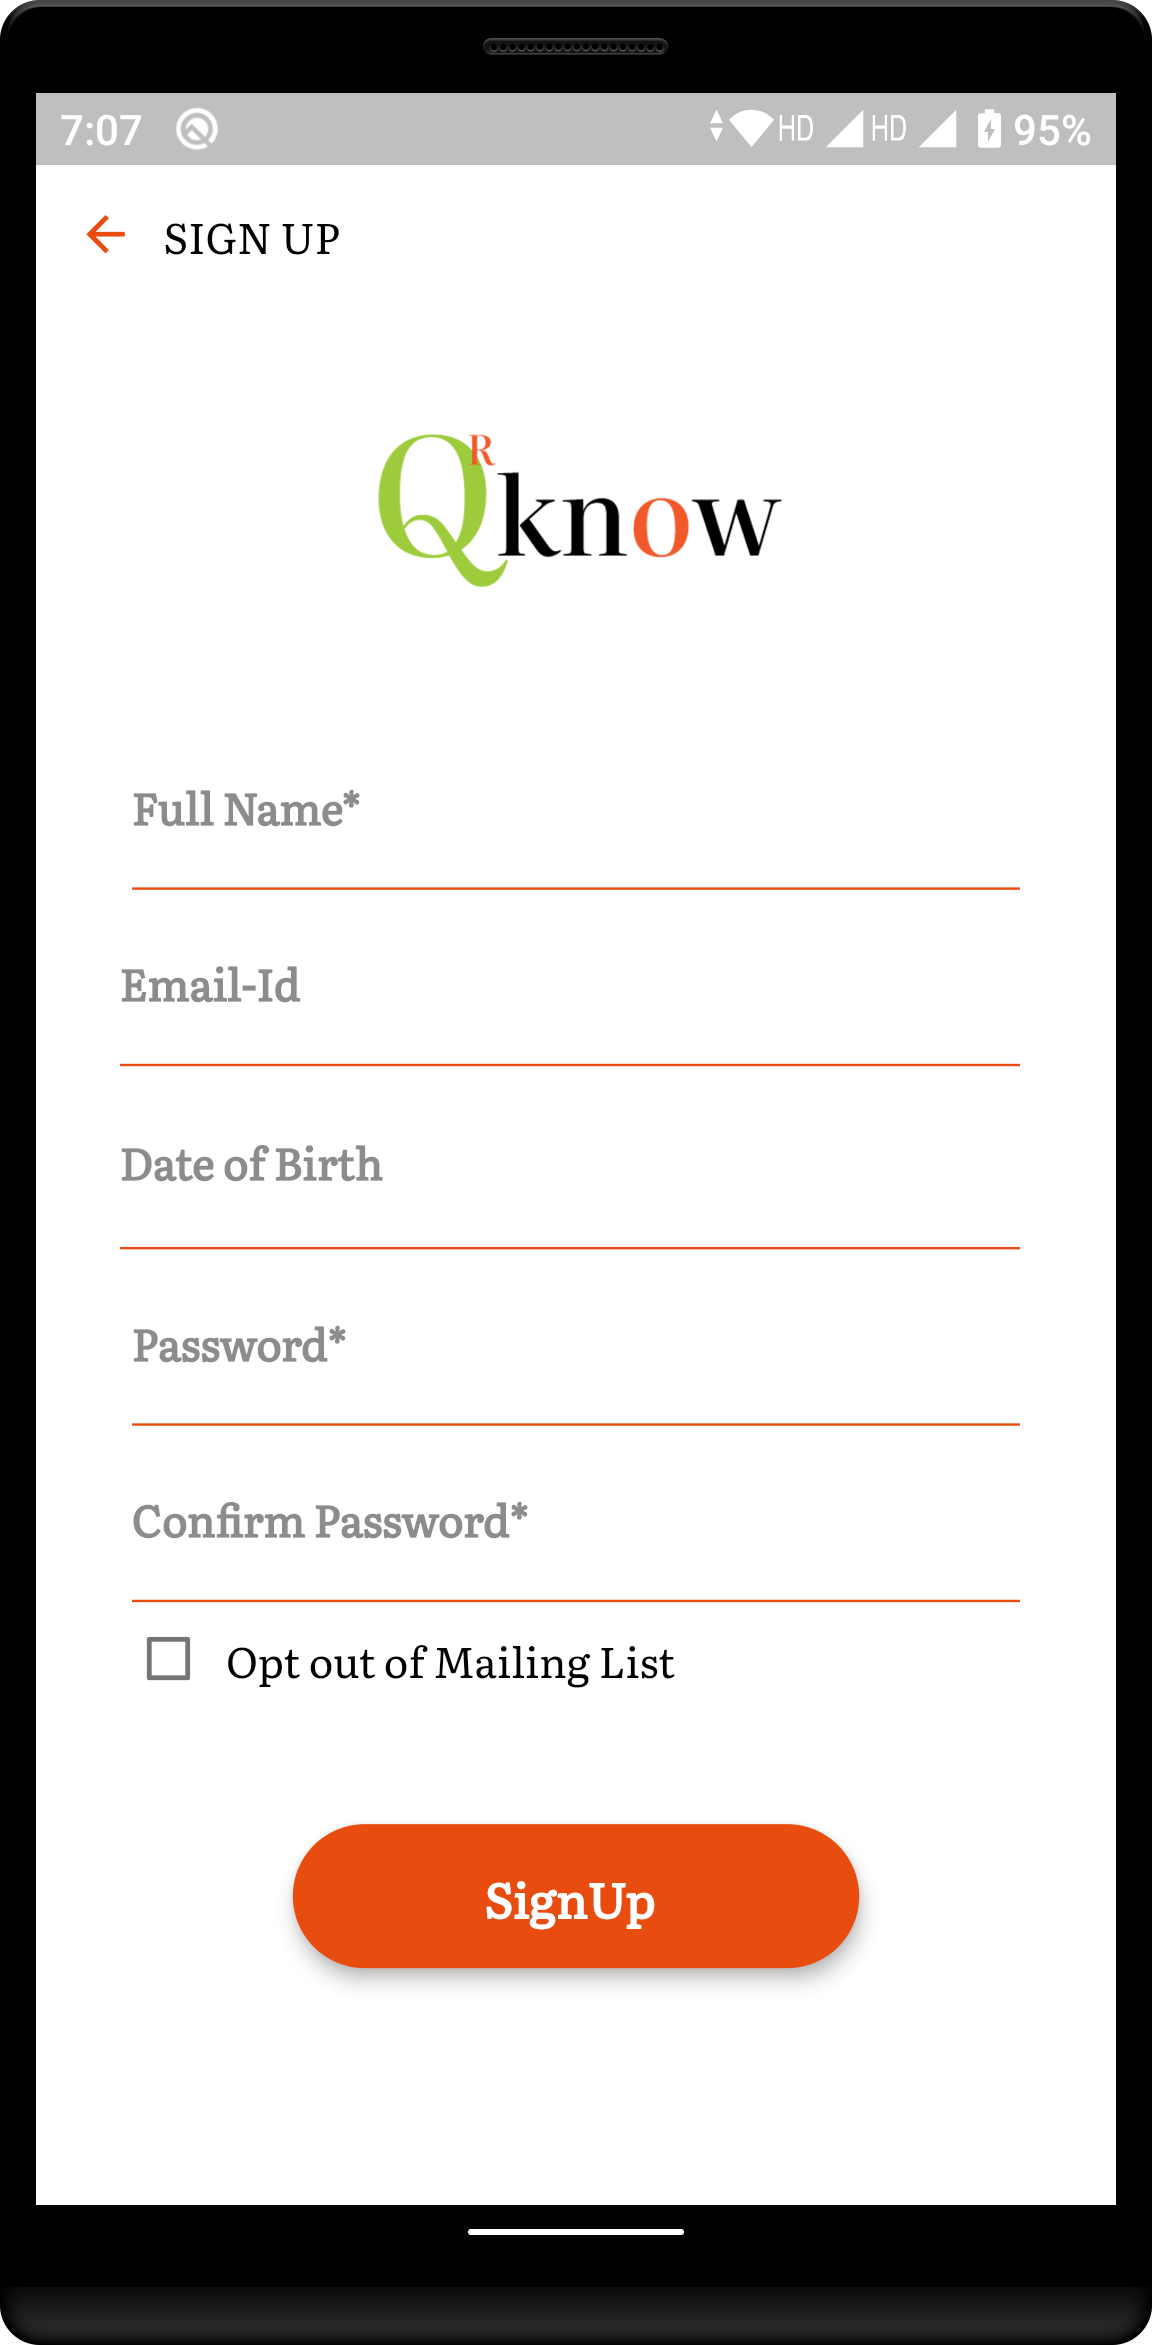 7:07 HD HD 95%
SIGN UP
QRknow
Full Name*
Email-Id
Date of Birth
Password*
Confirm Password*
Opt out of Mailing List
SignUp